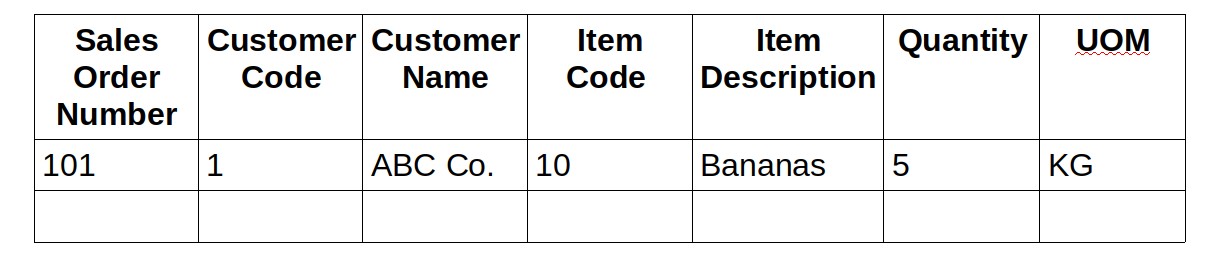 Sales Order Number | Customer Code | Customer Name | Item Code | Item Description | Quantity | UOM
101 | 1 | ABC Co. | 10 | Bananas | 5 | KG